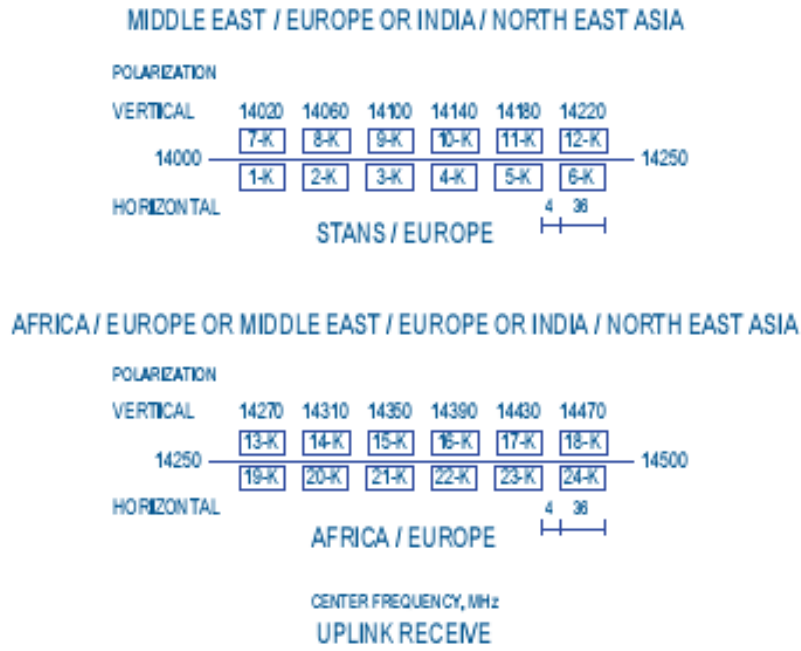 MIDDLE EAST / EUROPE OR INDIA / NORTH EAST ASIA
POLARIZATION
VERTICAL 14020 14060 14100 14140 14180 14220
7-K 8-K 9-K 10-K 11-K 12-K
14000 14250
1-K 2-K 3-K 4-K 5-K 6-K
HORIZONTAL 4 36
STANS / EUROPE
AFRICA / EUROPE OR MIDDLE EAST / EUROPE OR INDIA / NORTH EAST ASIA
POLARIZATION
VERTICAL 14270 14310 14350 14390 14430 14470
13-K 14-K 15-K 16-K 17-K 18-K
14250 14500
19-K 20-K 21-K 22-K 23-K 24-K
HORIZONTAL 4 36
AFRICA / EUROPE
CENTER FREQUENCY, MHz
UPLINK RECEIVE